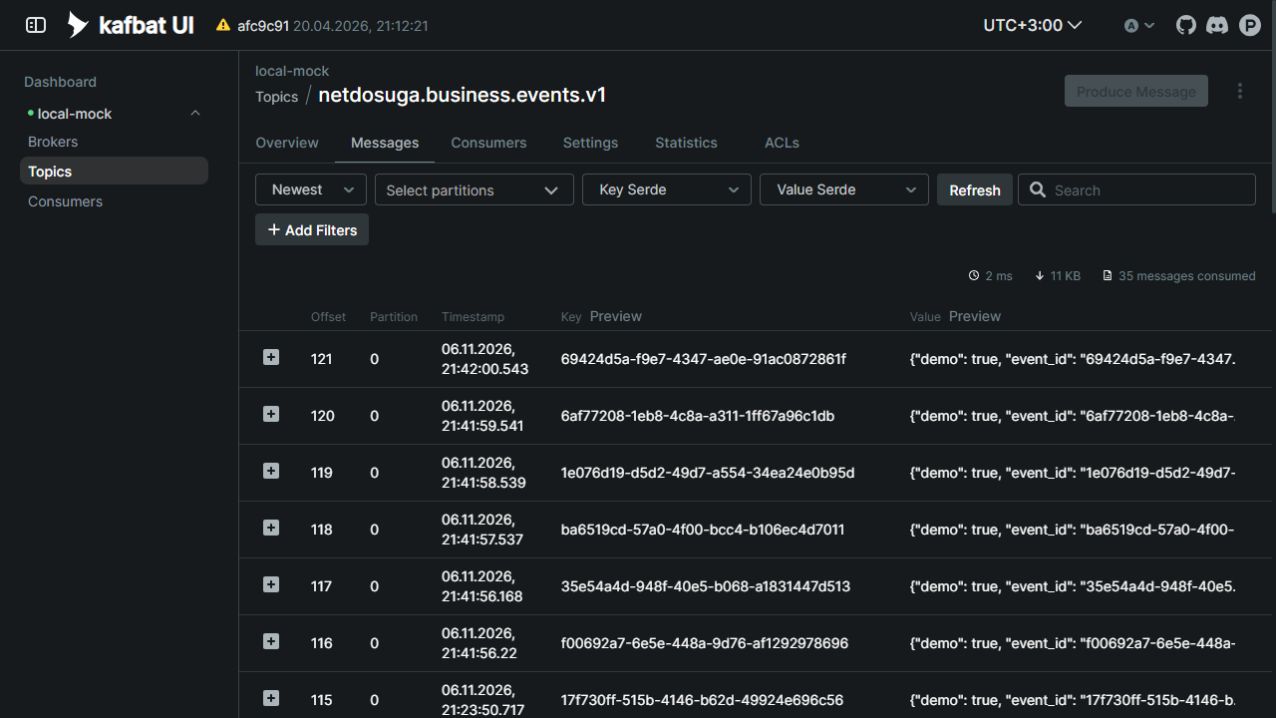 kafbat UI
afc9c91 20.04.2026, 21:12:21
UTC+3:00
A
P
Dashboard
local-mock
Brokers
Topics
Consumers
local-mock
Topics / netdosuga.business.events.v1
Produce Message
Overview Messages Consumers Settings Statistics ACLs
Newest Select partitions Key Serde Value Serde Refresh Search
+ Add Filters
2 ms 11 KB 35 messages consumed
Offset Partition Timestamp Key Preview Value Preview
121 0 06.11.2026, 21:42:00.543 69424d5a-f9e7-4347-ae0e-91ac0872861f {"demo": true, "event_id": "69424d5a-f9e7-4347.
120 0 06.11.2026, 21:41:59.541 6af77208-1eb8-4c8a-a311-1ff67a96c1db {"demo": true, "event_id": "6af77208-1eb8-4c8a-.
119 0 06.11.2026, 21:41:58.539 1e076d19-d5d2-49d7-a554-34ea24e0b95d {"demo": true, "event_id": "1e076d19-d5d2-49d7-
118 0 06.11.2026, 21:41:57.537 ba6519cd-57a0-4f00-bcc4-b106ec4d7011 {"demo": true, "event_id": "ba6519cd-57a0-4f00-
117 0 06.11.2026, 21:41:56.168 35e54a4d-948f-40e5-b068-a1831447d513 {"demo": true, "event_id": "35e54a4d-948f-40e5.
116 0 06.11.2026, 21:41:56.22 f00692a7-6e5e-448a-9d76-af1292978696 {"demo": true, "event_id": "f00692a7-6e5e-448a-
115 0 06.11.2026, 21:23:50.717 17f730ff-515b-4146-b62d-49924e696c56 {"demo": true, "event_id": "17f730ff-515b-4146-b.